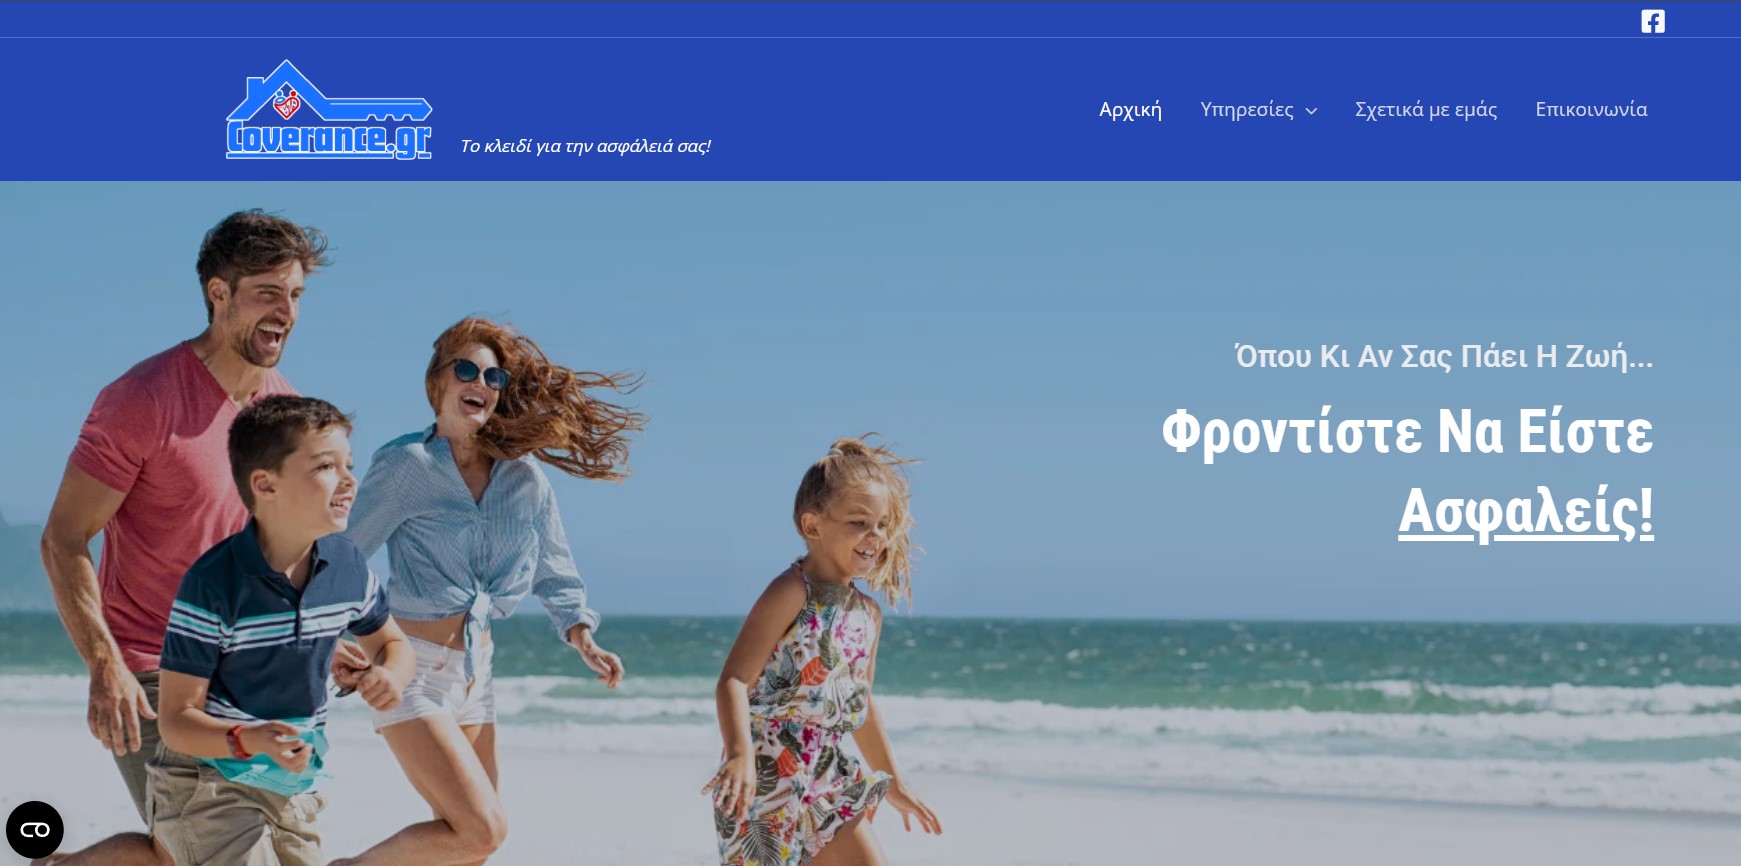 Coverance.gr
Το κλειδί για την ασφάλειά σας!
Αρχική Υπηρεσίες Σχετικά με εμάς Επικοινωνία
Όπου Κι Αν Σας Πάει Η Ζωή...
Φροντίστε Να Είστε
Ασφαλείς!